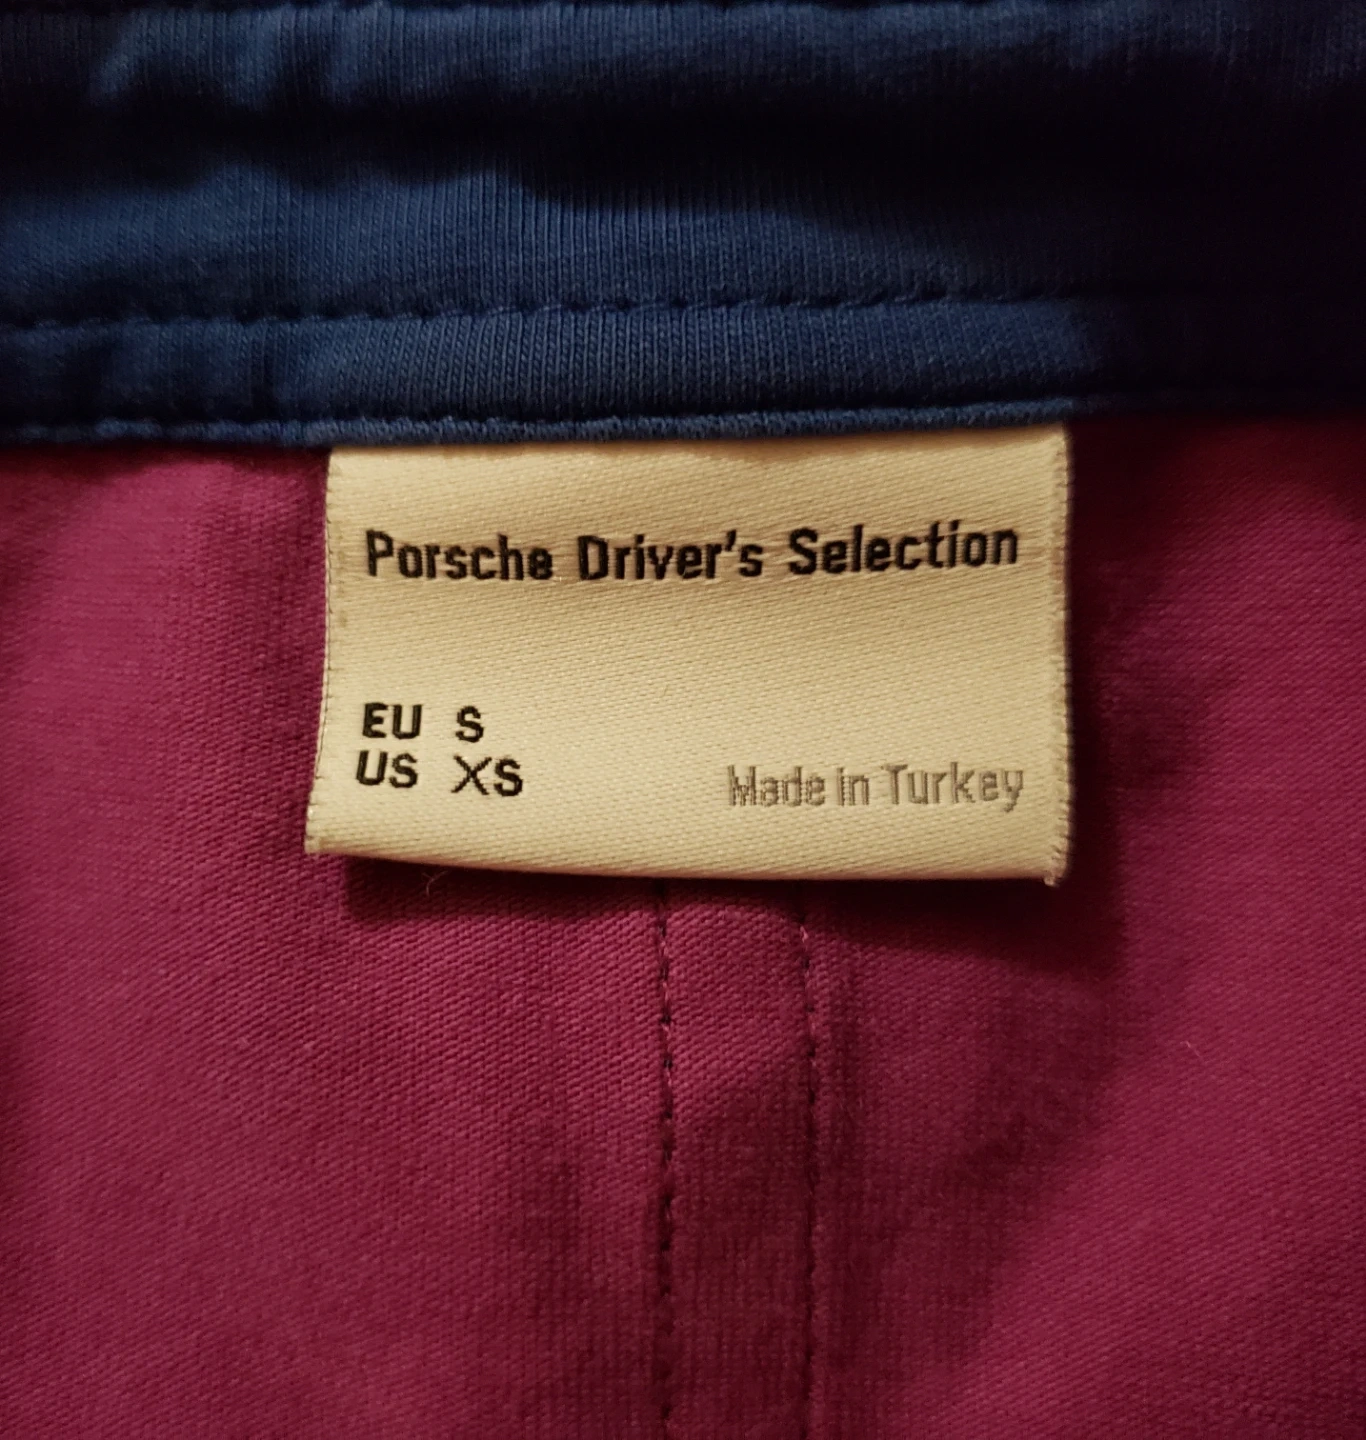 Porsche Driver's Selection
EU S
US XS
Made in Turkey